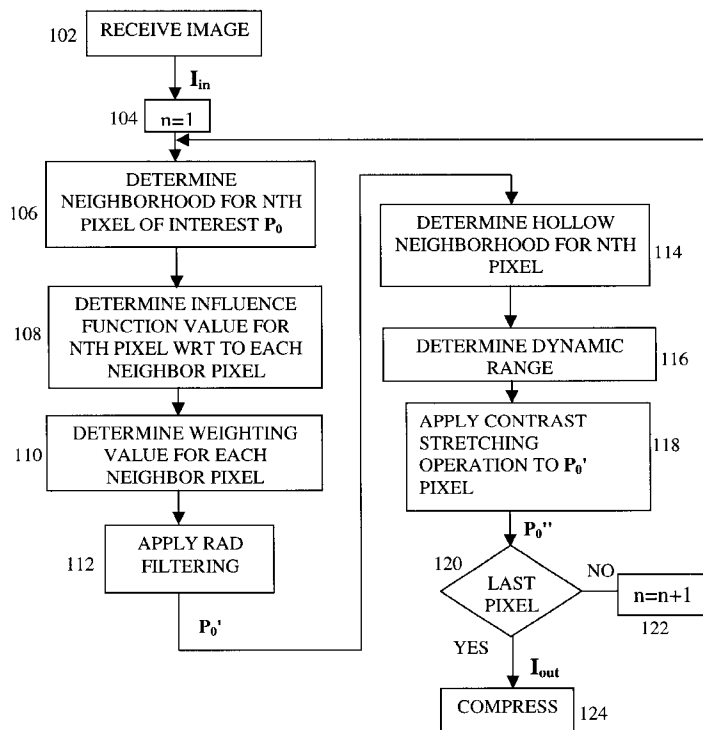 102
RECEIVE IMAGE
I_in
104
n=1
106
DETERMINE
NEIGHBORHOOD FOR NTH
PIXEL OF INTEREST P_0
108
DETERMINE INFLUENCE
FUNCTION VALUE FOR
NTH PIXEL WRT TO EACH
NEIGHBOR PIXEL
110
DETERMINE WEIGHTING
VALUE FOR EACH
NEIGHBOR PIXEL
112
APPLY RAD
FILTERING
P_0'
DETERMINE HOLLOW
NEIGHBORHOOD FOR NTH
PIXEL
114
DETERMINE DYNAMIC
RANGE
116
APPLY CONTRAST
STRETCHING
OPERATION TO P_0'
PIXEL
118
P_0''
120
LAST
PIXEL
NO
n=n+1
122
YES
I_out
COMPRESS
124